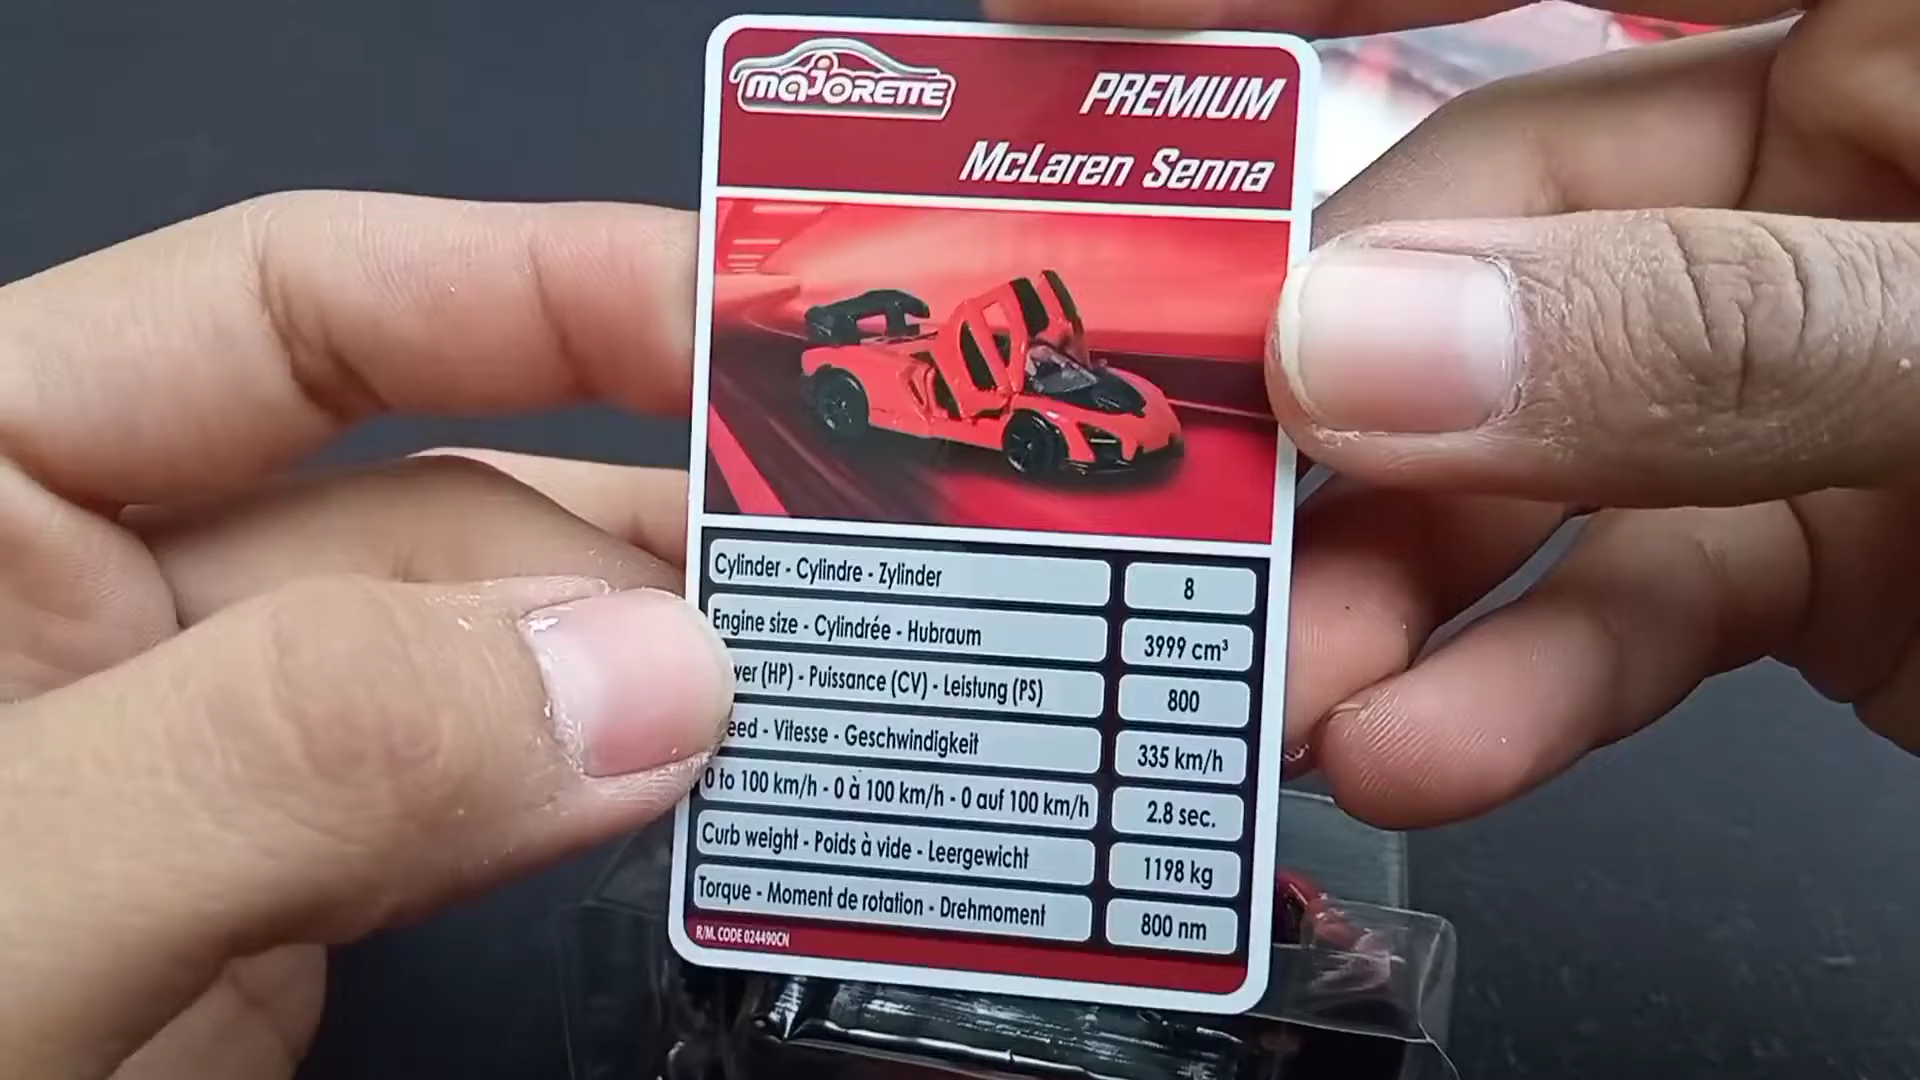 majORETTE
PREMIUM
McLaren Senna
Cylinder - Cylindre - Zylinder 8
Engine size - Cylindrée - Hubraum 3999 cm³
(HP) - Puissance (CV) - Leistung (PS) 800
- Vitesse - Geschwindigkeit 335 km/h
0 to 100 km/h - 0 à 100 km/h - 0 auf 100 km/h 2.8 sec.
Curb weight - Poids à vide - Leergewicht 1198 kg
Torque - Moment de rotation - Drehmoment 800 nm
R/M. CODE 024490CN